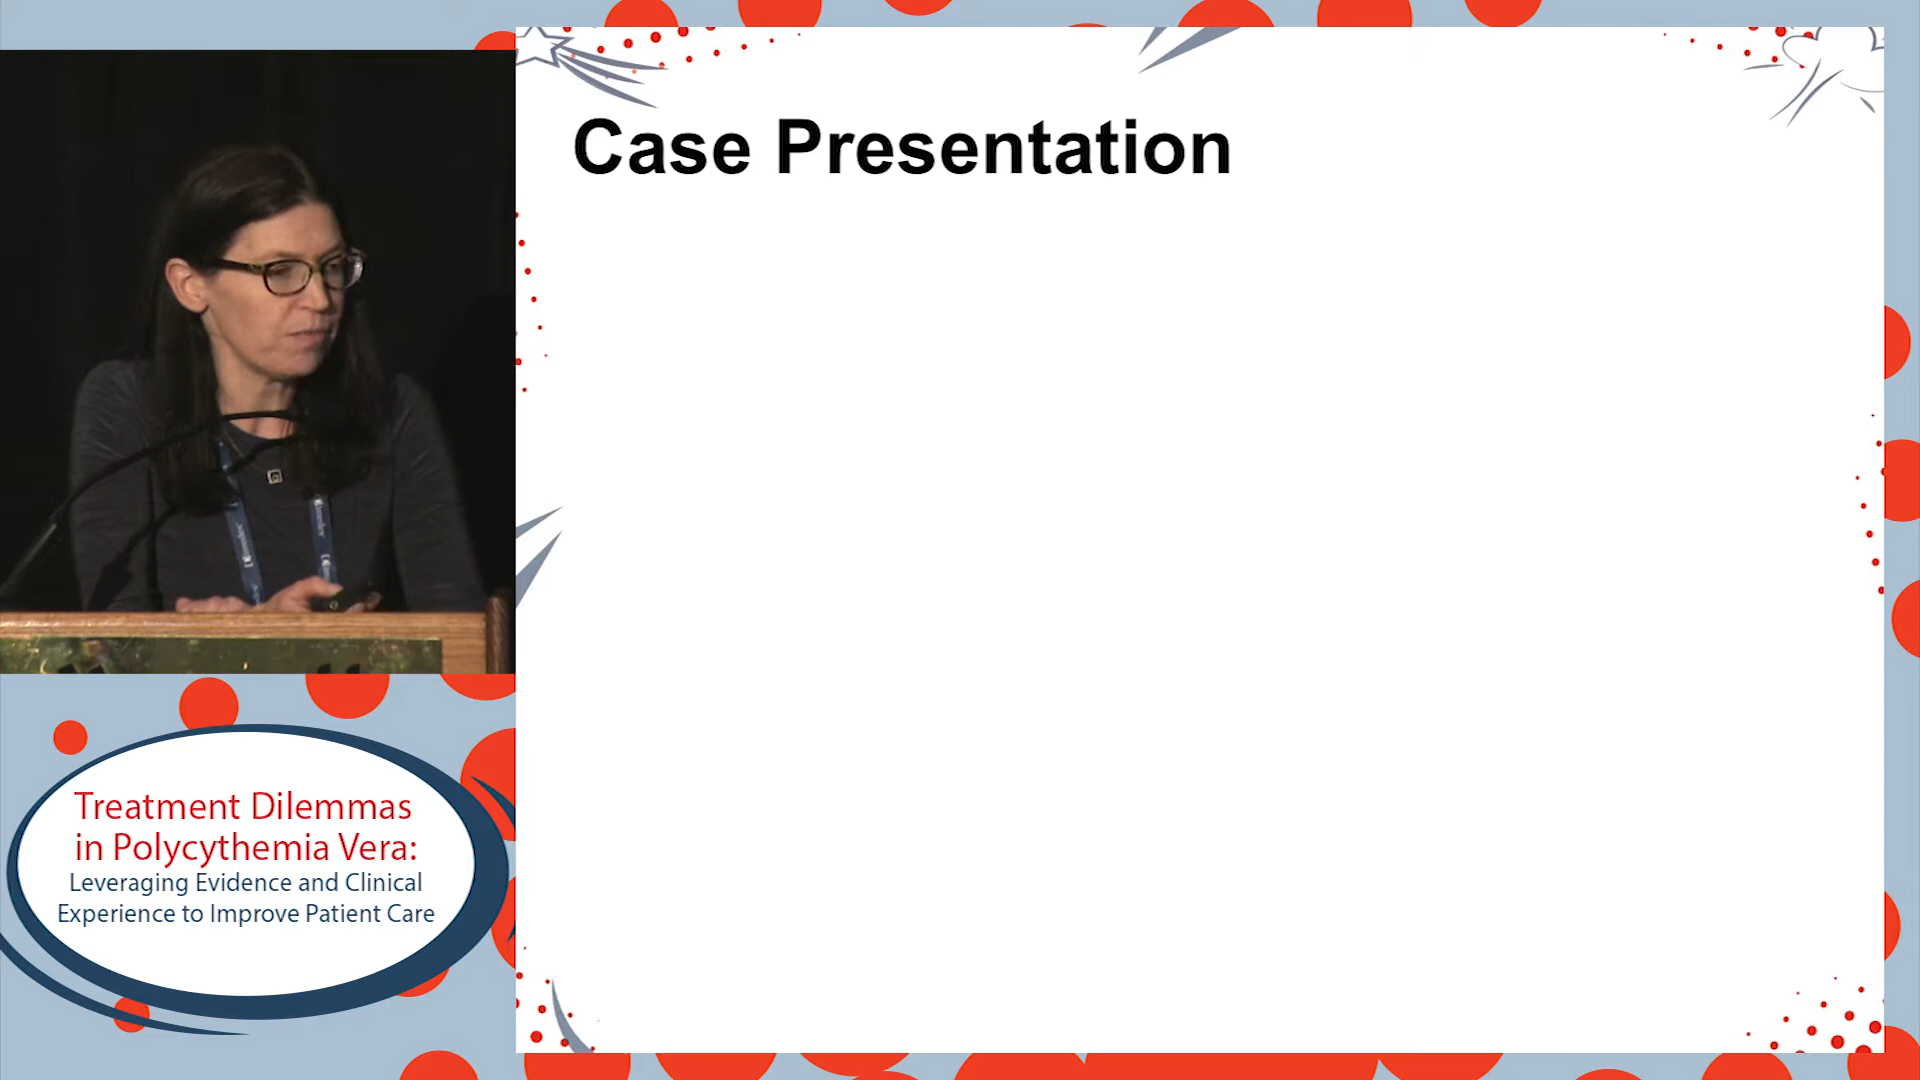 Case Presentation
Treatment Dilemmas
in Polycythemia Vera:
Leveraging Evidence and Clinical
Experience to Improve Patient Care